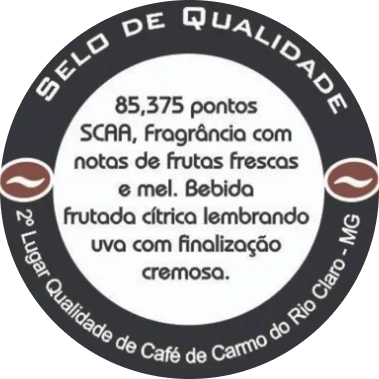 Selo de Qualidade
85,375 pontos
SCAA, Fragrância com
notas de frutas frescas
e mel. Bebida
frutada cítrica lembrando
uva com finalização
cremosa.
2º Lugar Qualidade de Café de Carmo do Rio Claro - MG